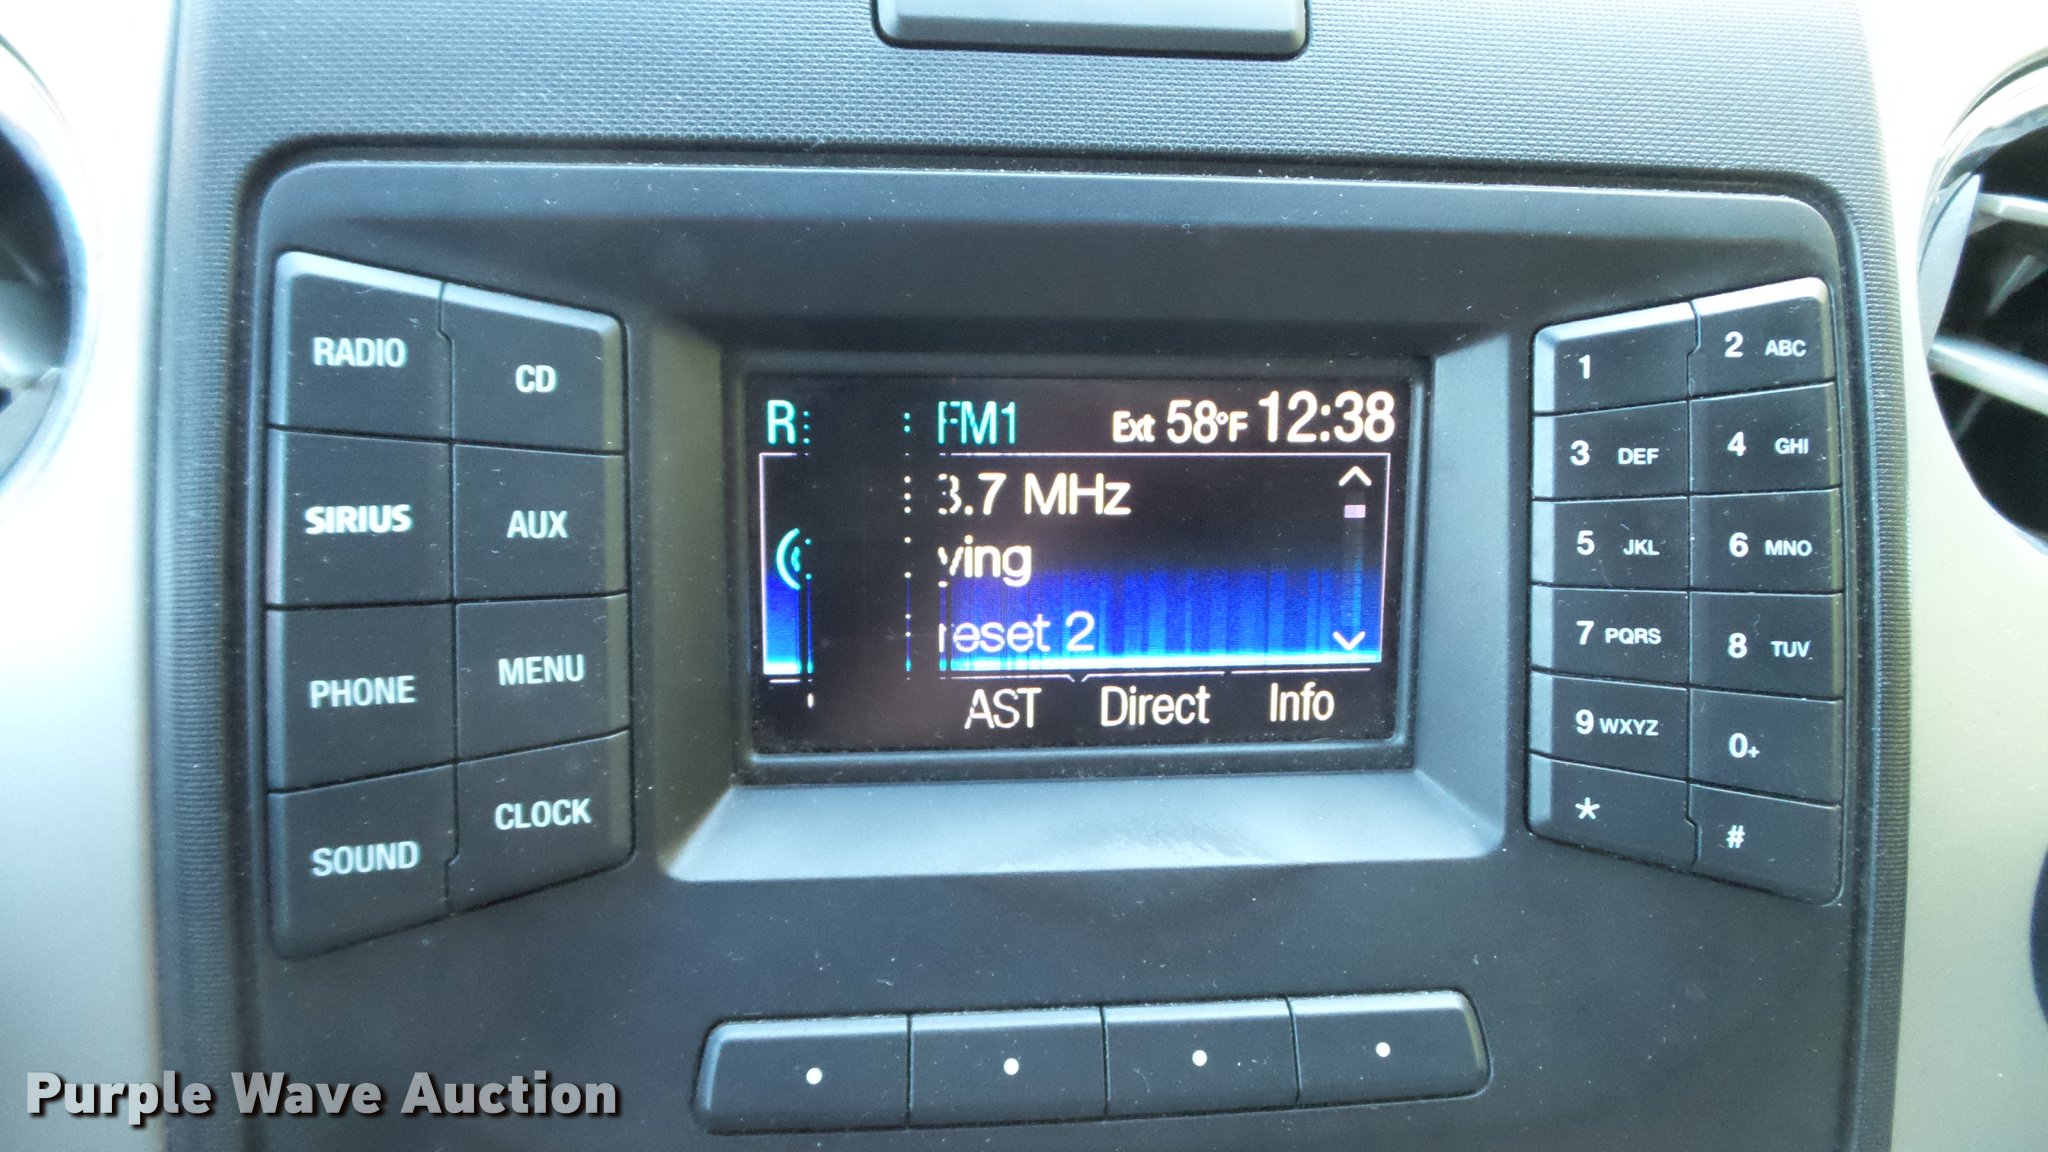 RADIO
CD
SIRIUS
AUX
PHONE
MENU
SOUND
CLOCK
R FM1 Ext 58°F 12:38
3.7 MHz
ying
reset 2
AST Direct Info
1
2 ABC
3 DEF
4 GHI
5 JKL
6 MNO
7 PQRS
8 TUV
9 WXYZ
0+
*
#
Purple Wave Auction